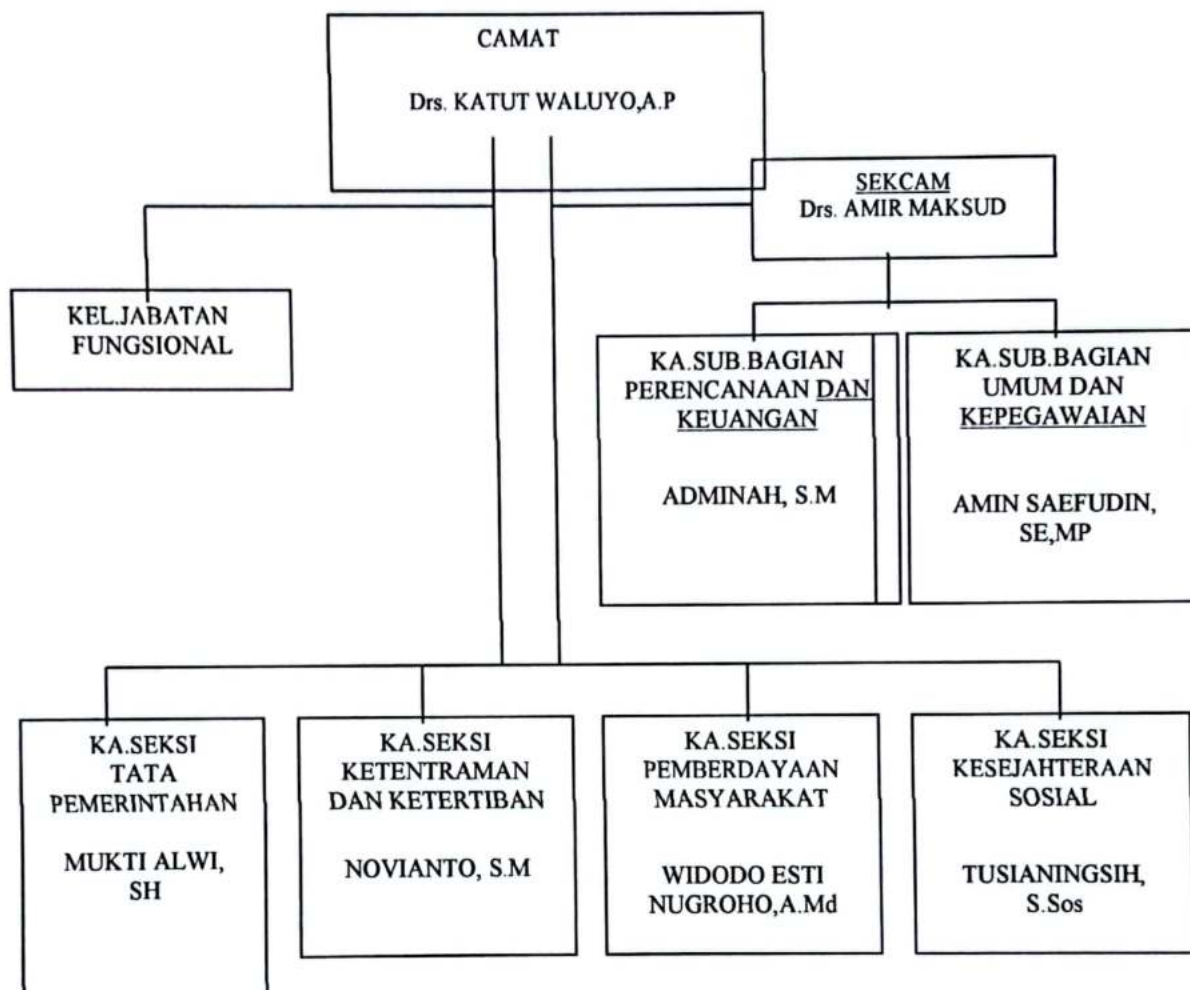 CAMAT
Drs. KATUT WALUYO,A.P
SEKCAM
Drs. AMIR MAKSUD
KEL.JABATAN
FUNGSIONAL
KA.SUB.BAGIAN
PERENCANAAN DAN
KEUANGAN
ADMINAH, S.M
KA.SUB.BAGIAN
UMUM DAN
KEPEGAWAIAN
AMIN SAEFUDIN,
SE,MP
KA.SEKSI
TATA
PEMERINTAHAN
MUKTI ALWI,
SH
KA.SEKSI
KETENTRAMAN
DAN KETERTIBAN
NOVIANTO, S.M
KA.SEKSI
PEMBERDAYAAN
MASYARAKAT
WIDODO ESTI
NUGROHO,A.Md
KA.SEKSI
KESEJAHTERAAN
SOSIAL
TUSIANINGSIH,
S.Sos